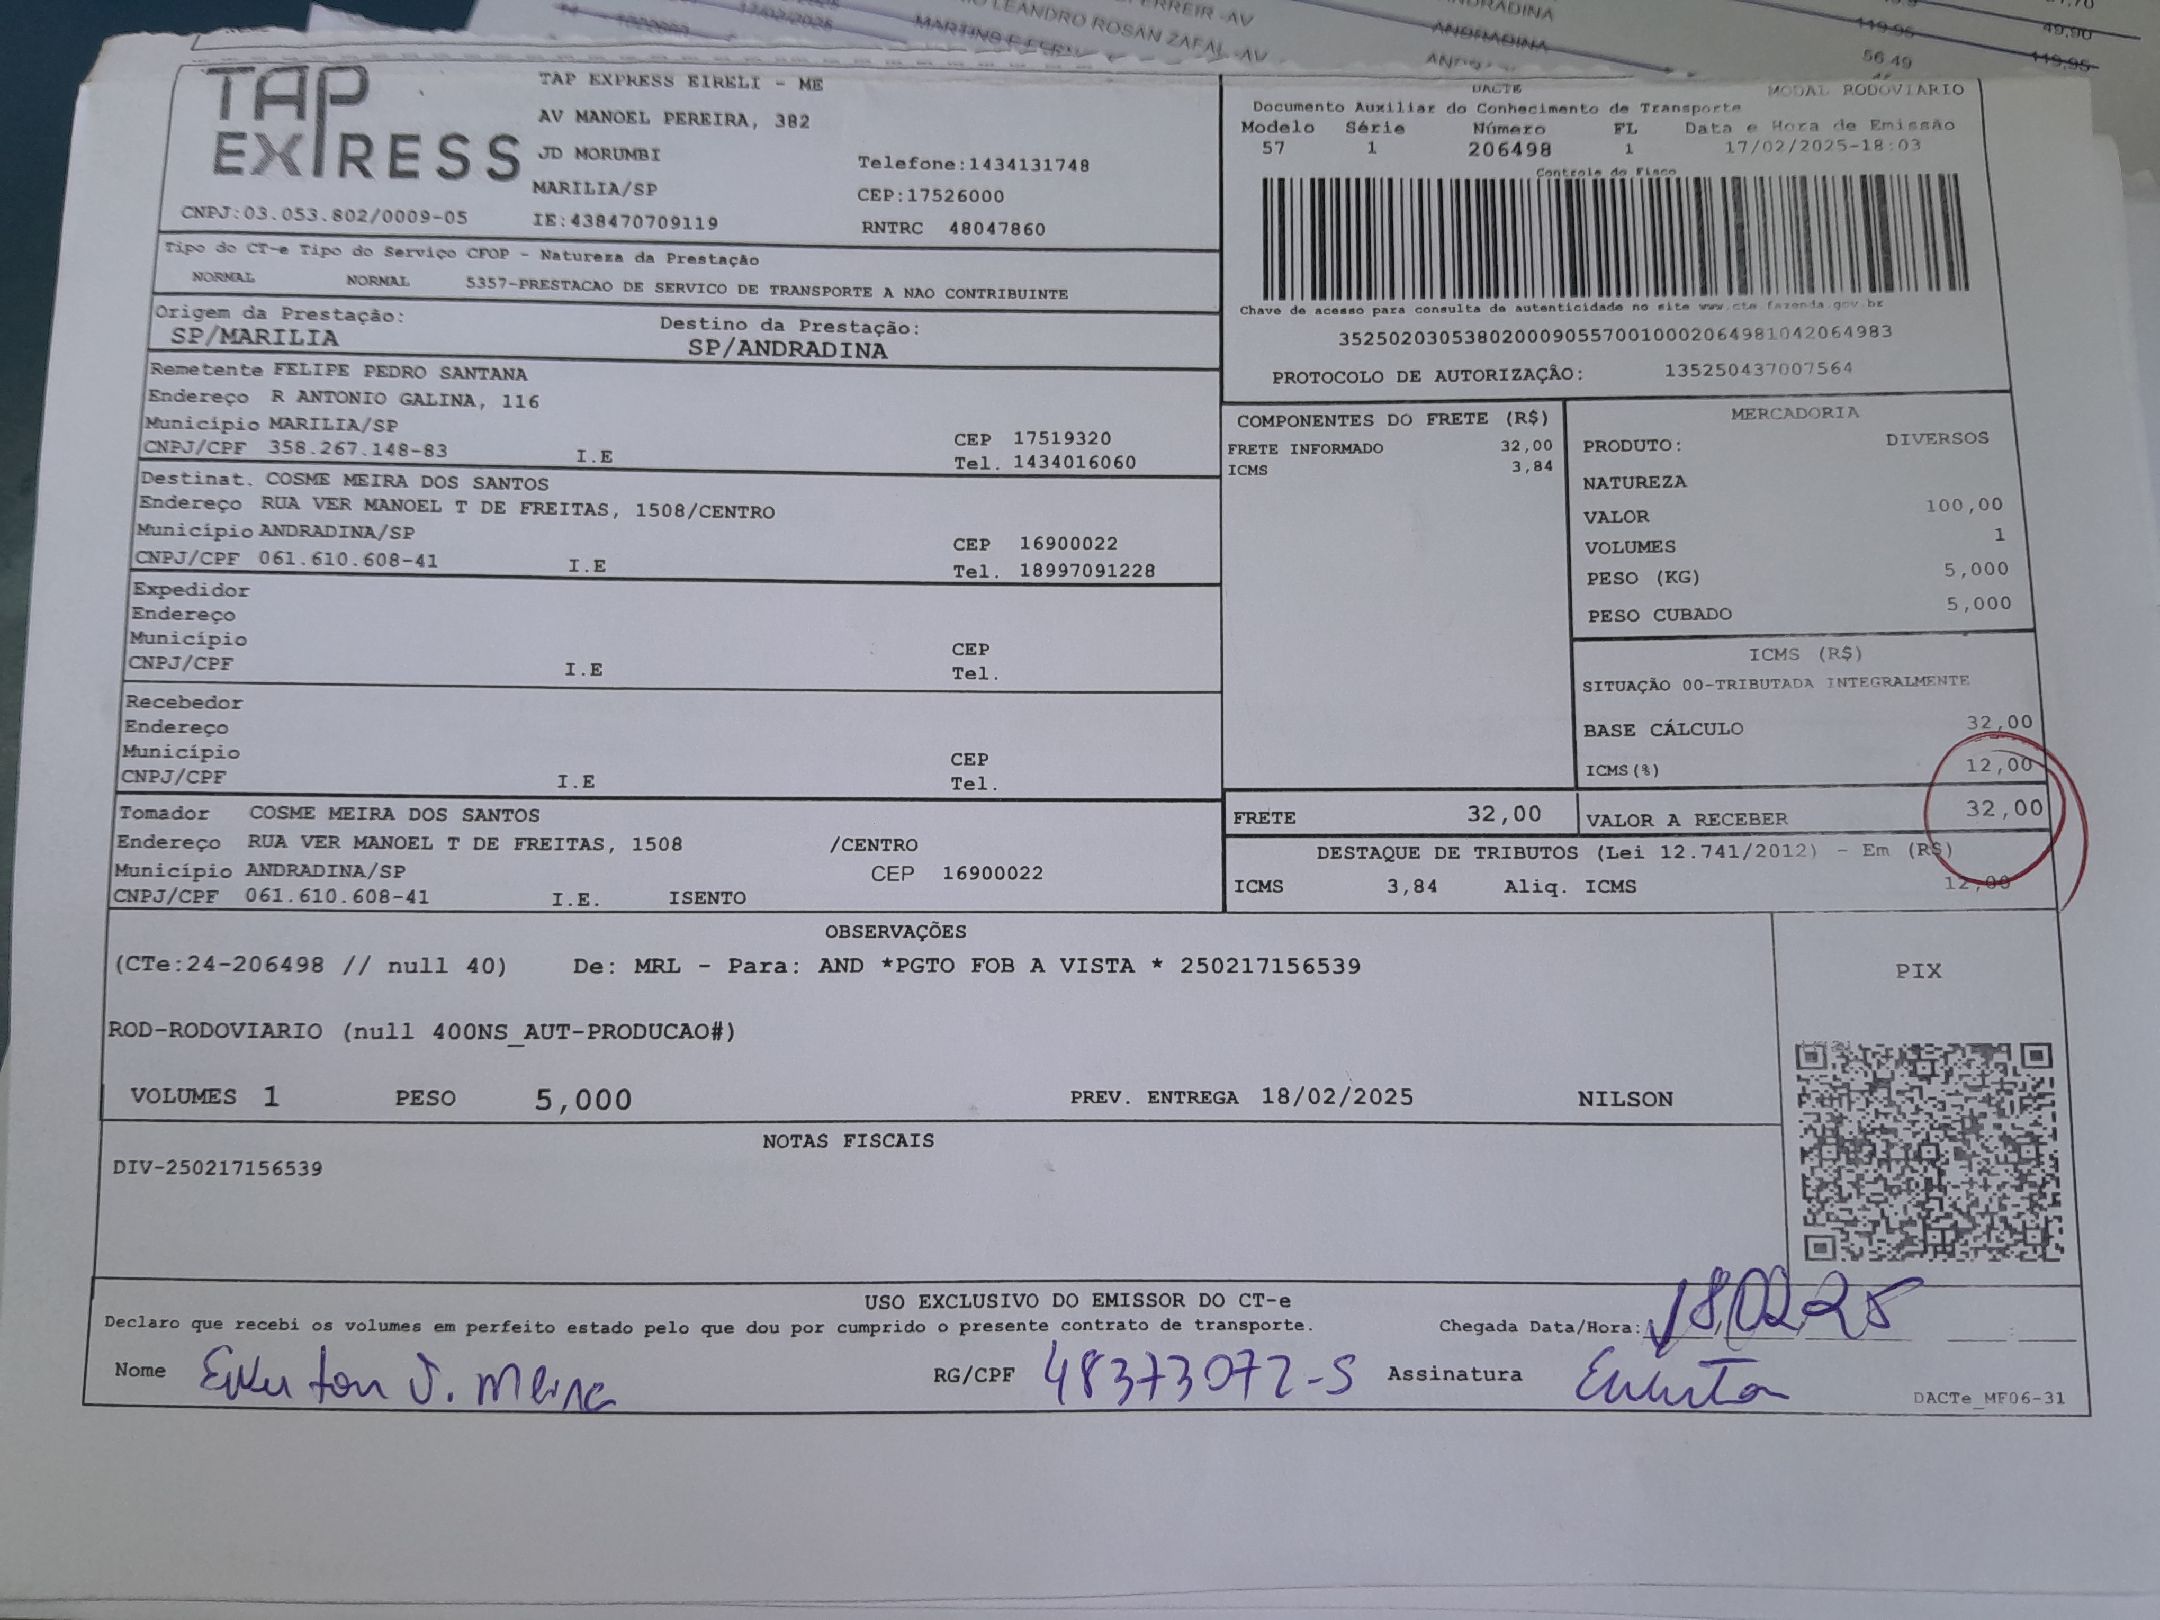 LEANDRO ROSAN ZAFAL -AV
ANDRADINA
119,95
49,90
56,49
119,95
TAP
EXPRESS
TAP EXPRESS EIRELI - ME
AV MANOEL PEREIRA, 382
JD MORUMBI
Telefone:1434131748
MARILIA/SP
CEP:17526000
CNPJ:03.053.802/0009-05
IE:438470709119
RNTRC 48047860
DACTE
MODAL RODOVIARIO
Documento Auxiliar do Conhecimento de Transporte
Modelo Série Número FL Data e Hora de Emissão
57 1 206498 1 17/02/2025-18:03
Controle do Fisco
Chave de acesso para consulta de autenticidade no site www.cte.fazenda.gov.br
35250203053802000905570010002064981042064983
PROTOCOLO DE AUTORIZAÇÃO: 135250437007564
Tipo do CT-e Tipo do Serviço CFOP - Natureza da Prestação
NORMAL NORMAL 5357-PRESTACAO DE SERVICO DE TRANSPORTE A NAO CONTRIBUINTE
Origem da Prestação: Destino da Prestação:
SP/MARILIA SP/ANDRADINA
Remetente FELIPE PEDRO SANTANA
Endereço R ANTONIO GALINA, 116
Município MARILIA/SP CEP 17519320
CNPJ/CPF 358.267.148-83 I.E Tel. 1434016060
Destinat. COSME MEIRA DOS SANTOS
Endereço RUA VER MANOEL T DE FREITAS, 1508/CENTRO
Município ANDRADINA/SP CEP 16900022
CNPJ/CPF 061.610.608-41 I.E Tel. 18997091228
Expedidor
Endereço
Município CEP
CNPJ/CPF I.E Tel.
Recebedor
Endereço
Município CEP
CNPJ/CPF I.E Tel.
Tomador COSME MEIRA DOS SANTOS
Endereço RUA VER MANOEL T DE FREITAS, 1508 /CENTRO
Município ANDRADINA/SP CEP 16900022
CNPJ/CPF 061.610.608-41 I.E. ISENTO
COMPONENTES DO FRETE (R$)
FRETE INFORMADO 32,00
ICMS 3,84
MERCADORIA
PRODUTO: DIVERSOS
NATUREZA
VALOR 100,00
VOLUMES 1
PESO (KG) 5,000
PESO CUBADO 5,000
ICMS (R$)
SITUAÇÃO 00-TRIBUTADA INTEGRALMENTE
BASE CÁLCULO 32,00
ICMS(%) 12,00
FRETE 32,00 VALOR A RECEBER 32,00
DESTAQUE DE TRIBUTOS (Lei 12.741/2012) - Em (R$)
ICMS 3,84 Aliq. ICMS 12,00
OBSERVAÇÕES
(CTe:24-206498 // null 40) De: MRL - Para: AND *PGTO FOB A VISTA * 250217156539
ROD-RODOVIARIO (null 400NS_AUT-PRODUCAO#)
VOLUMES 1 PESO 5,000 PREV. ENTREGA 18/02/2025 NILSON
PIX
NOTAS FISCAIS
DIV-250217156539
USO EXCLUSIVO DO EMISSOR DO CT-e
Declaro que recebi os volumes em perfeito estado pelo que dou por cumprido o presente contrato de transporte. Chegada Data/Hora: 18,02,25
Nome J. Meira RG/CPF 48373072-5 Assinatura
DACTe_MF06-31